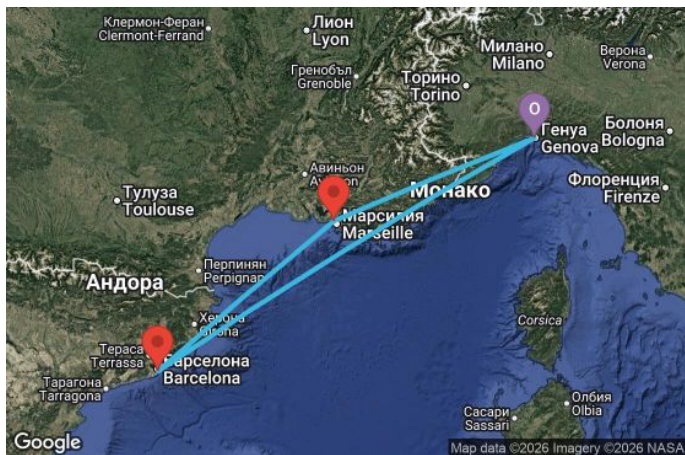 Клермон-Феран
Clermont-Ferrand
Лион
Lyon
Милано
Milano
Верона
Verona
Гренобъл
Grenoble
Торино
Torino
O
Генуа
Genova
Болоня
Bologna
Авиньон
Монако
Флоренция
Firenze
Тулуза
Toulouse
Марсилия
Marseille
Перпинян
Perpignan
Андора
Corsica
Херона
Тераса
Terrassa
Барселона
Barcelona
Тарагона
Tarragona
Олбия
Olbia
Сасари
Sassari
Google
Map data ©2026 Imagery ©2026 NASA